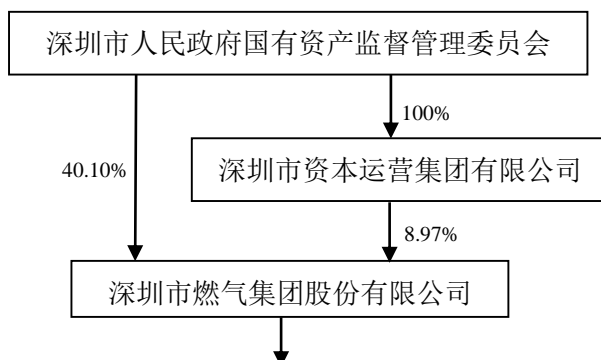 深圳市人民政府国有资产监督管理委员会
100%
40.10%
深圳市资本运营集团有限公司
8.97%
深圳市燃气集团股份有限公司